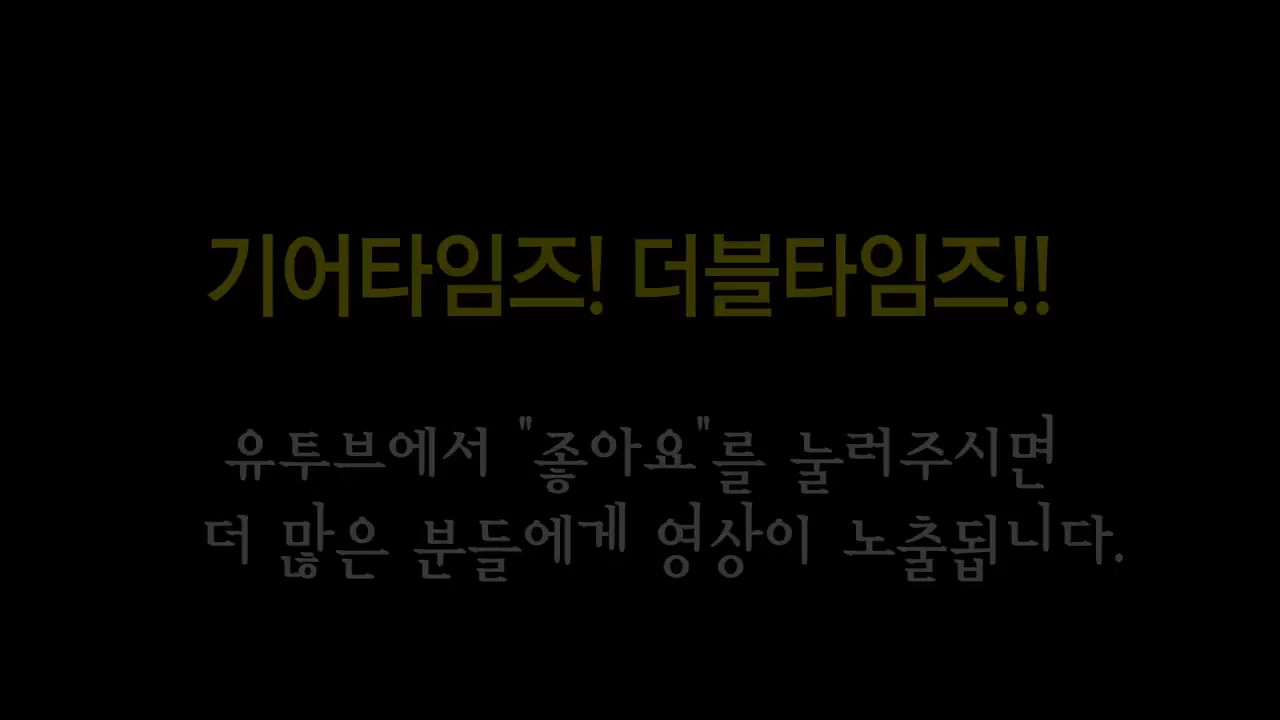 기어타임즈! 더블타임즈!!
유투브에서 "좋아요"를 눌러주시면
더 많은 분들에게 영상이 노출됩니다.